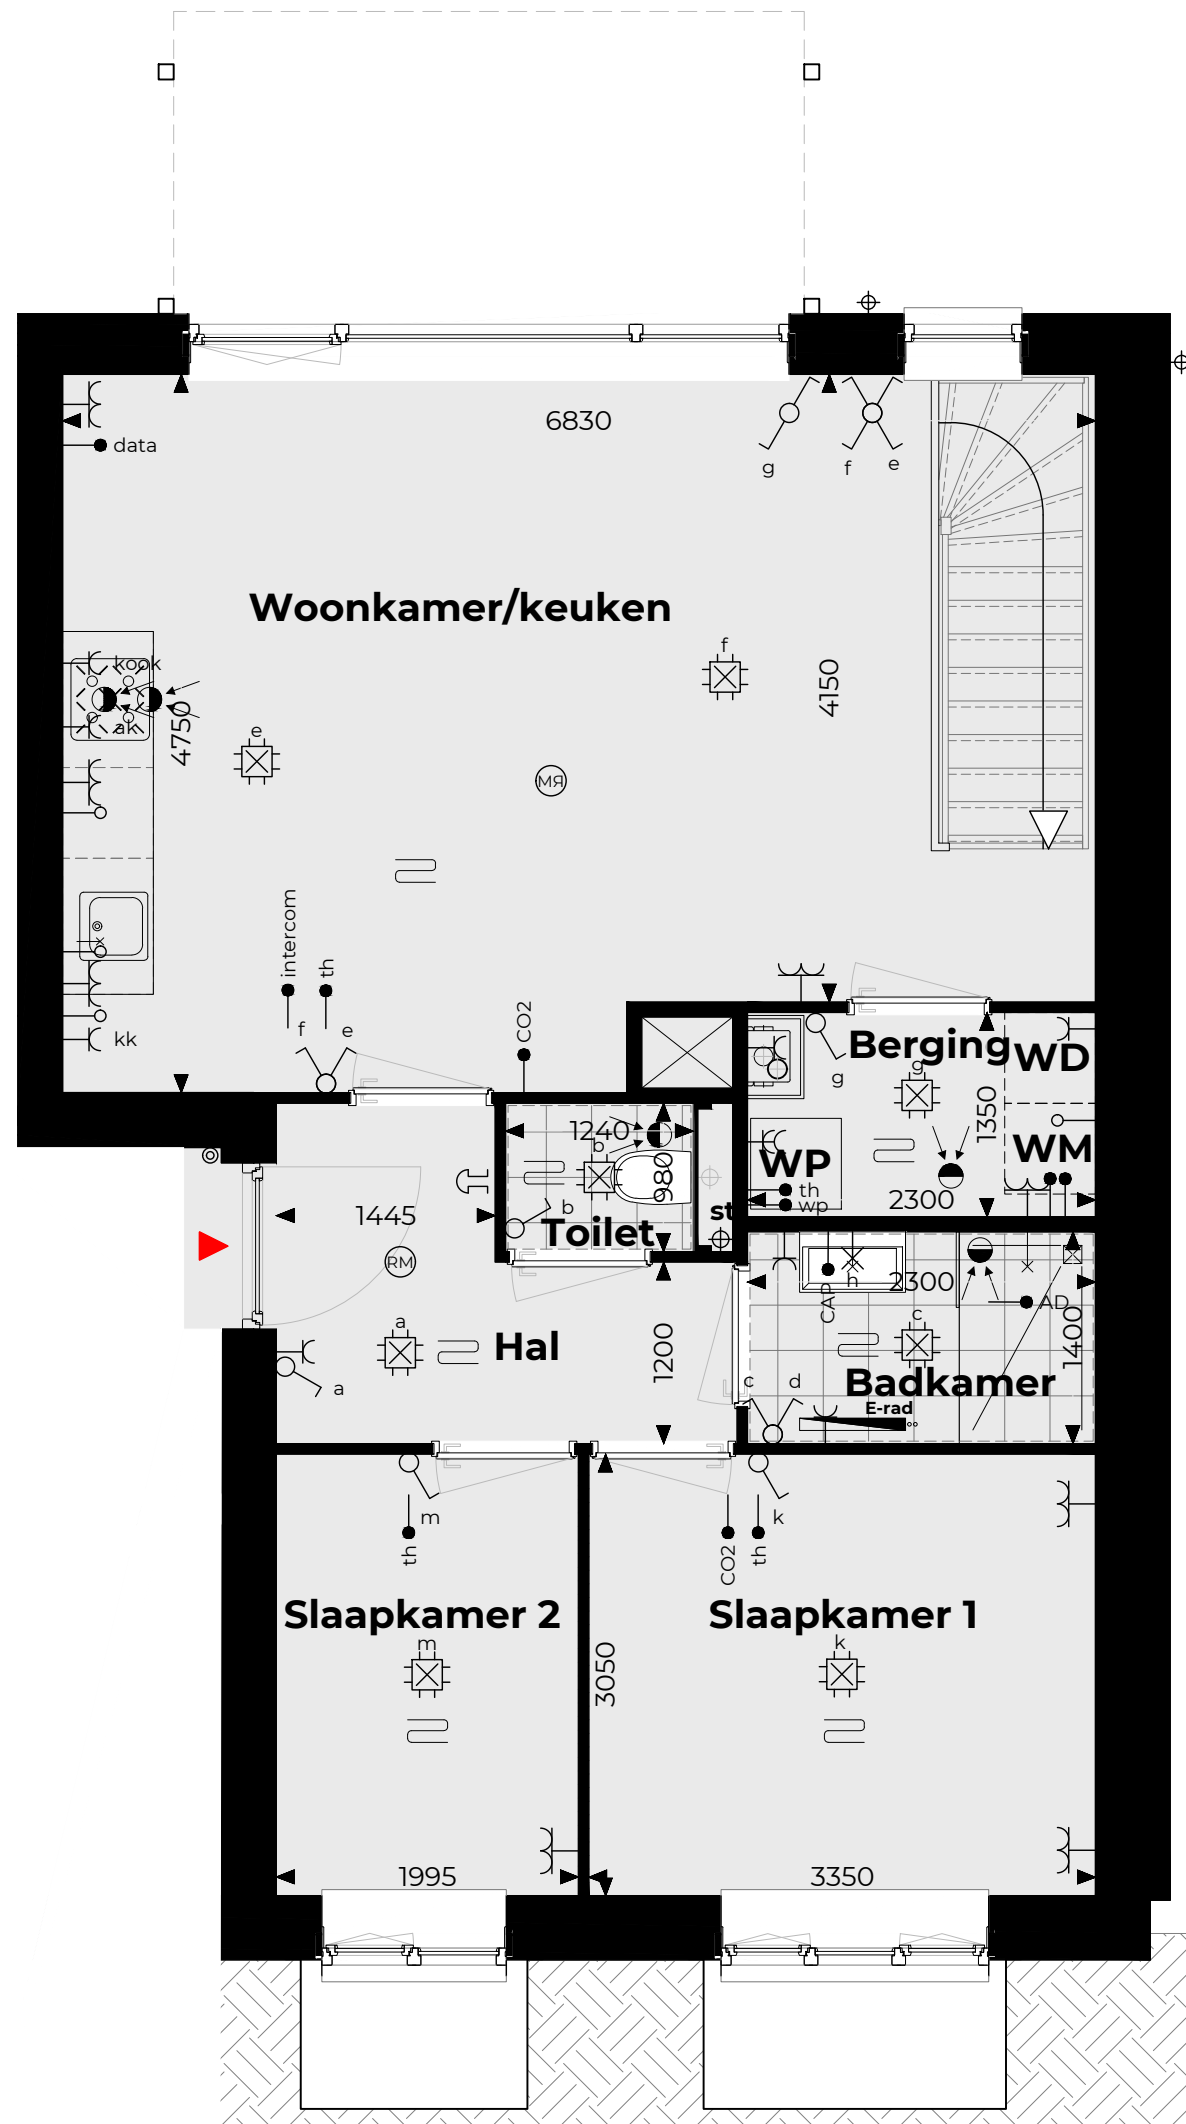 6830
data
g
f
e
Woonkamer/keuken
f
kook
4150
ak
4750
e
MR
intercom
th
CO2
f
e
kk
Berging
WD
g
g
1350
1240
b
WM
980
WP
th
wp
2300
b
st
1445
Toilet
RM
2300
h
CAP
AD
a
Hal
1200
c
1400
a
c
d
Badkamer
E-rad
m
k
th
CO2
th
Slaapkamer 2
Slaapkamer 1
m
k
3050
1995
3350